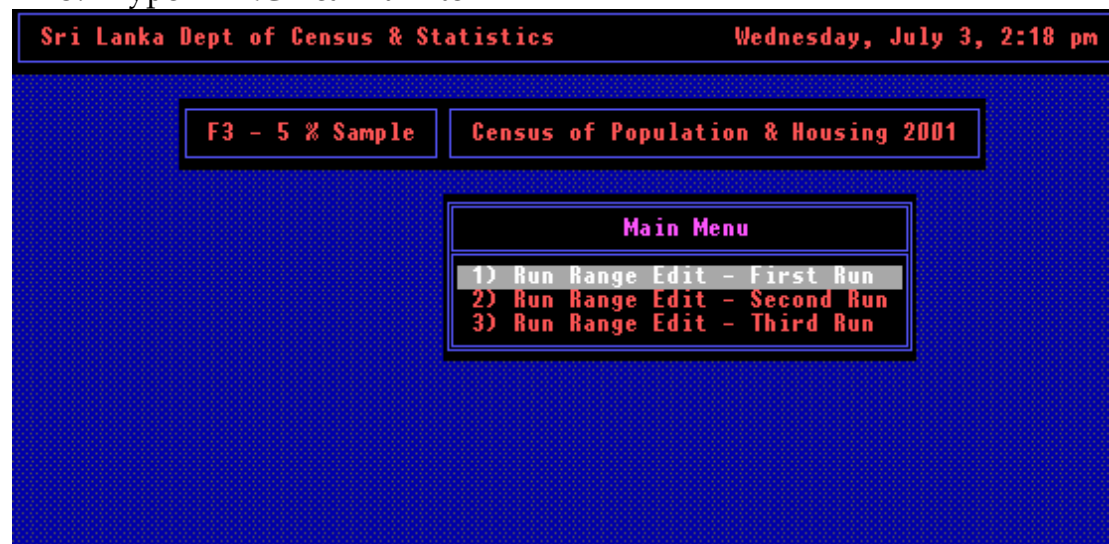 Sri Lanka Dept of Census & Statistics Wednesday, July 3, 2:18 pm
F3 - 5 % Sample Census of Population & Housing 2001
Main Menu
1) Run Range Edit - First Run
2) Run Range Edit - Second Run
3) Run Range Edit - Third Run